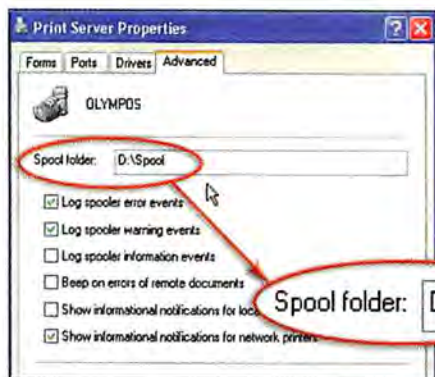 Print Server Properties
Forms Ports Drivers Advanced
OLYMPOS
Spool folder: D:\Spool
Log spooler error events
Log spooler warning events
Log spooler information events
Beep on errors of remote documents
Show informational notifications for
Spool folder:
Show informational notifications for network printers